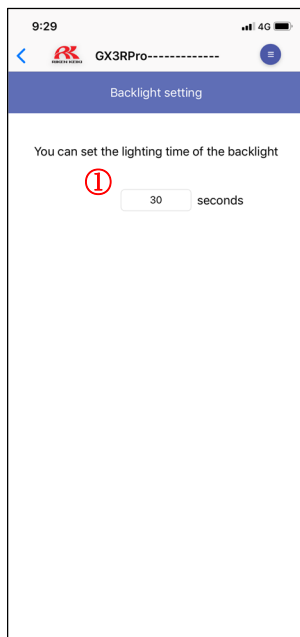 9:29 4G
RIKEN KEIKI GX3RPro-------------
Backlight setting
You can set the lighting time of the backlight
①
30 seconds